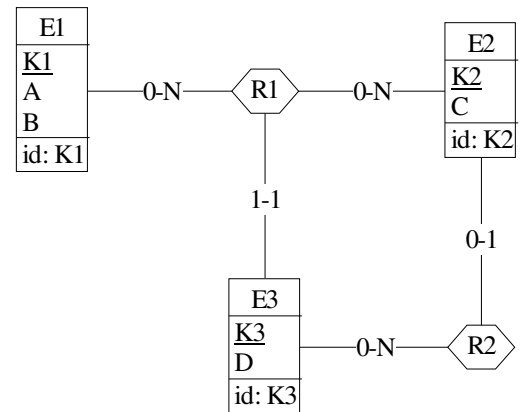 E1
K1
A
B
id: K1
0-N
R1
0-N
E2
K2
C
id: K2
1-1
0-1
E3
K3
D
id: K3
0-N
R2